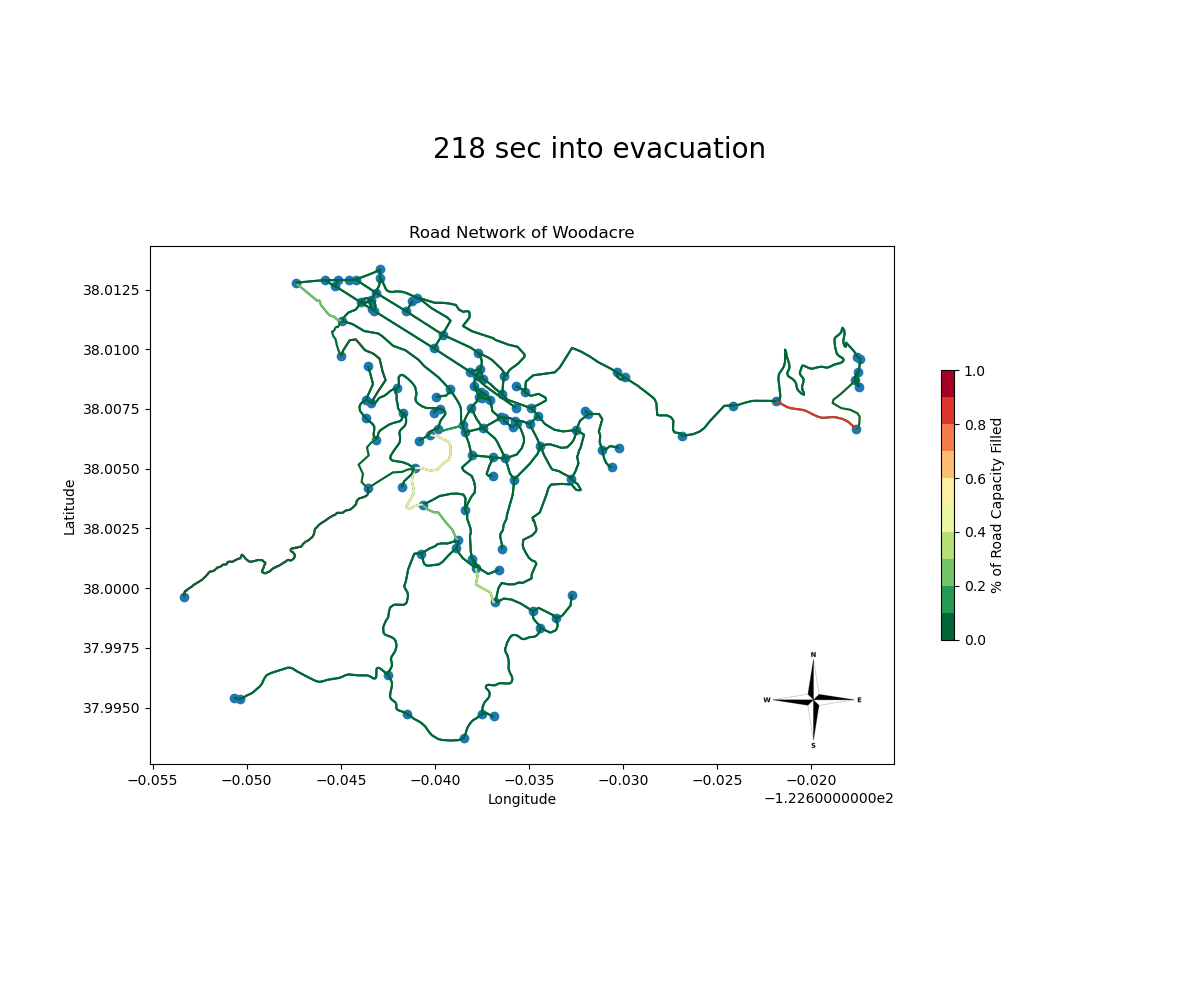 218 sec into evacuation
Road Network of Woodacre
38.0125
38.0100
38.0075
38.0050
38.0025
38.0000
37.9975
37.9950
Latitude
−0.055
−0.050
−0.045
−0.040
−0.035
−0.030
−0.025
−0.020
Longitude
−1.2260000000e2
N
W
E
S
1.0
0.8
0.6
0.4
0.2
0.0
% of Road Capacity Filled